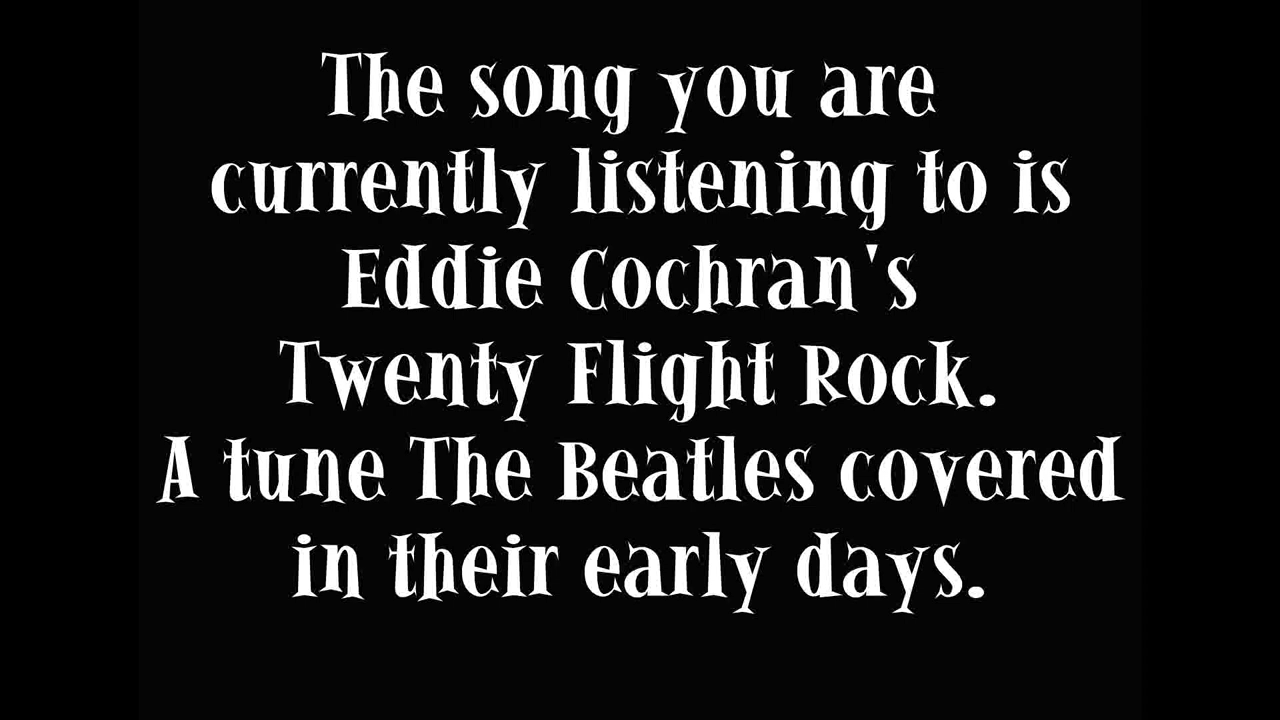 The song you are
currently listening to is
Eddie Cochran's
Twenty Flight Rock.
A tune The Beatles covered
in their early days.